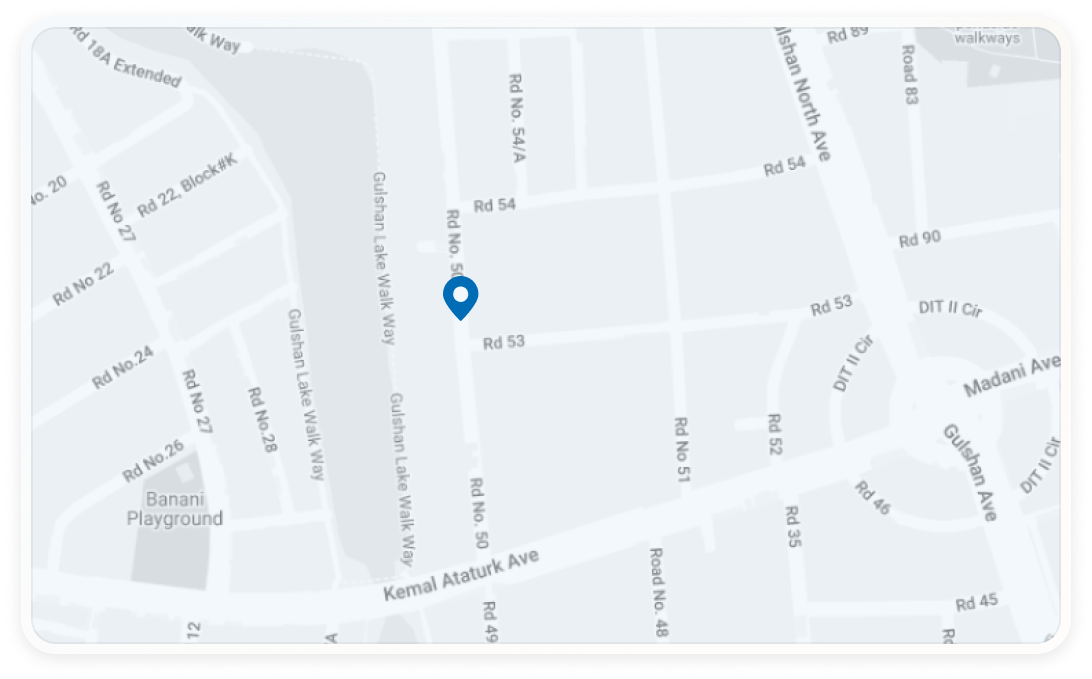 Rd 18A Extended
alk Way
Rd No. 54/A
Gulshan North Ave
Rd 89
Road 83
walkways
No. 20
Rd 22, Block#K
Rd No 27
Rd 54
Rd 54
Gulshan Lake Walk Way
Rd No. 50
Rd 90
Rd No 22
Rd 53
DIT II Cir
Rd 53
Rd No.24
Gulshan Lake Walk Way
DIT II Cir
Madani Ave
Rd No 27
Rd No.28
Gulshan Lake Walk Way
Rd No 51
Rd 52
Gulshan Ave
DIT II Cir
Rd No.26
Banani
Playground
Rd No. 50
Rd 46
Rd 35
Kemal Ataturk Ave
Road No. 48
Rd 49
Rd 45
12
A
Rd